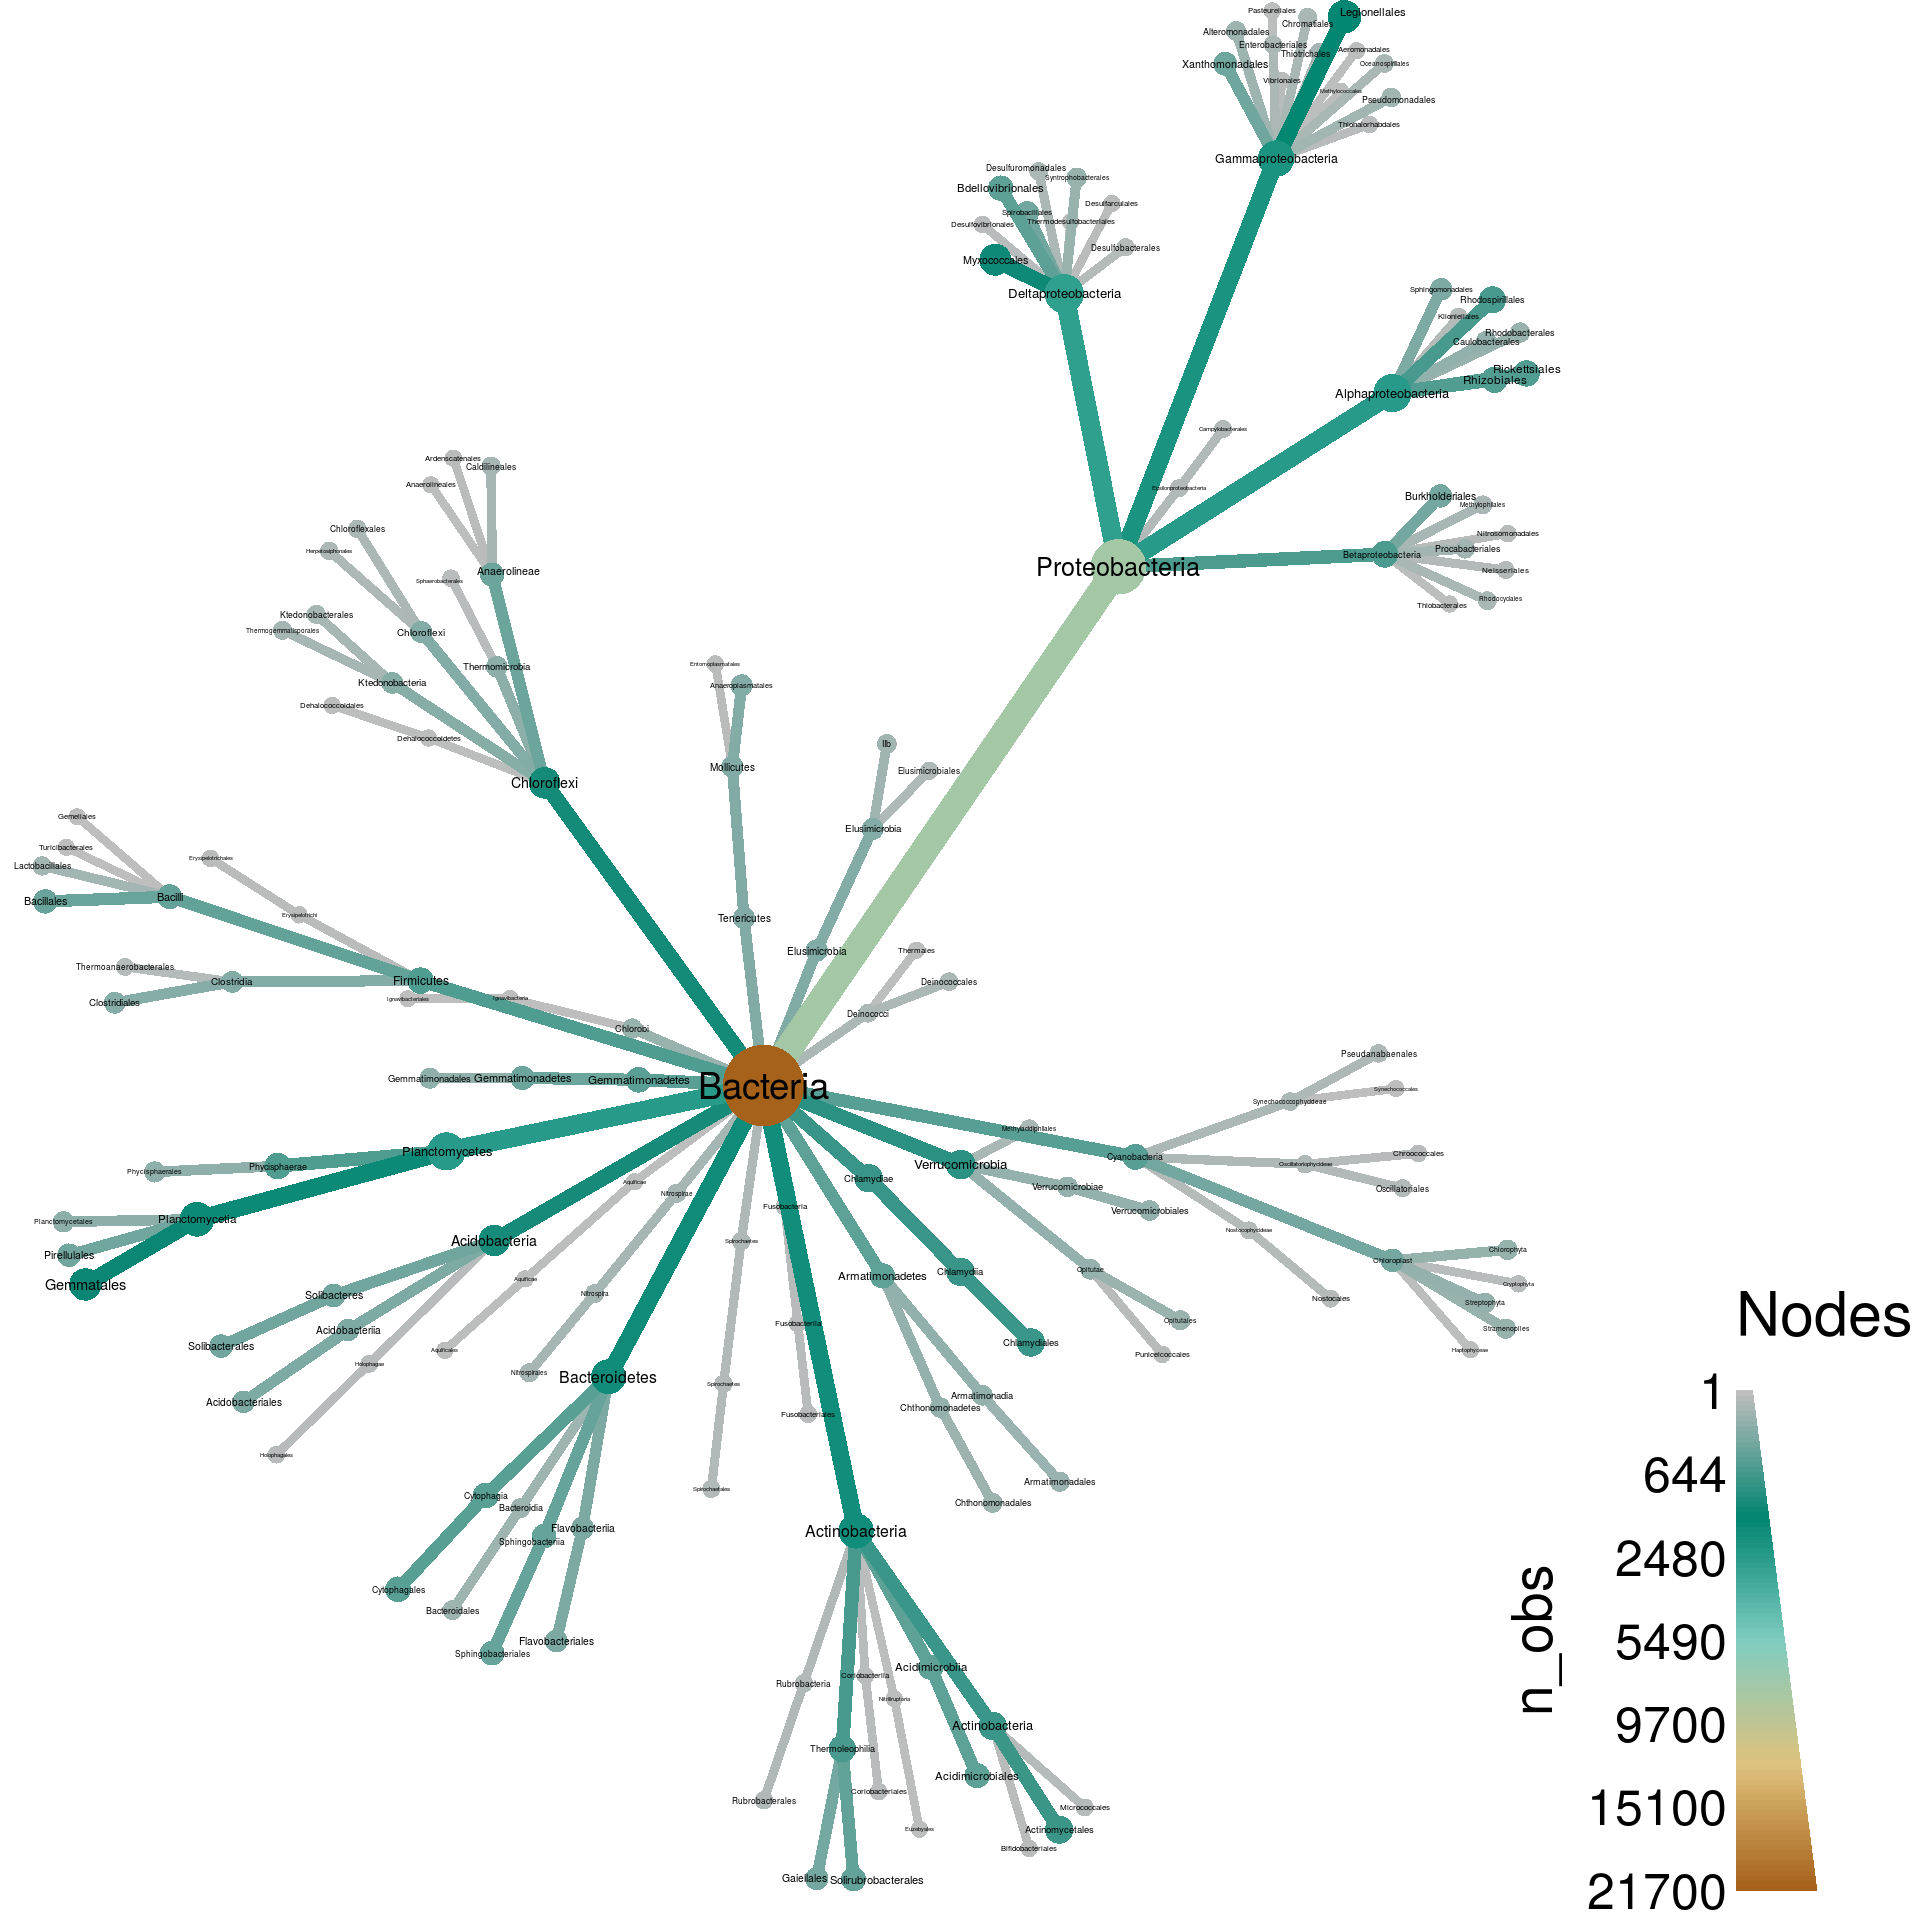 Pasteurellales
Legionellales
Chromatiales
Alteromonadales
Enterobacteriales
Thiotrichales
Aeromonadales
Xanthomonadales
Oceanospirillales
Vibrionales
Methylococcales
Pseudomonadales
Thiohalorhabdales
Gammaproteobacteria
Desulfuromonadales
Syntrophobacterales
Bdellovibrionales
Spirobacillales
Desulfarculales
Desulfovibrionales
Thermodesulfobacteriales
Desulfobacterales
Myxococcales
Deltaproteobacteria
Sphingomonadales
Rhodospirillales
Kiloniellales
Rhodobacterales
Caulobacterales
Rickettsiales
Rhizobiales
Alphaproteobacteria
Campylobacterales
Epsilonproteobacteria
Burkholderiales
Methylophilales
Nitrosomonadales
Procabacteriales
Betaproteobacteria
Neisseriales
Rhodocyclales
Thiobacterales
Proteobacteria
Ardenscatenales
Caldilineales
Anaerolineales
Chloroflexales
Herpetosiphonales
Anaerolineae
Sphaerobacterales
Ktedonobacterales
Thermogemmatisporales
Chloroflexi
Thermomicrobia
Ktedonobacteria
Dehalococcoidales
Dehalococcoidetes
Chloroflexi
Entomoplasmatales
Anaeroplasmatales
Mollicutes
IIb
Elusimicrobiales
Elusimicrobia
Tenericutes
Elusimicrobia
Thermales
Deinococcales
Deinococci
Gemellales
Turicibacterales
Lactobacillales
Erysipelotrichales
Bacillales
Bacilli
Erysipelotrichi
Thermoanaerobacterales
Clostridia
Firmicutes
Clostridiales
Ignavibacteriales
Ignavibacteria
Chlorobi
Gemmatimonadales
Gemmatimonadetes
Gemmatimonadetes
Bacteria
Pseudanabaenales
Synechococcales
Synechococcophycideae
Methylacidiphilales
Cyanobacteria
Chroococcales
Oscillatoriophycideae
Oscillatoriales
Verrucomicrobia
Verrucomicrobiae
Verrucomicrobiales
Nostocophycideae
Chlorophyta
Chloroplast
Cryptophyta
Streptophyta
Nostocales
Stramenopiles
Haptophyceae
Opitutae
Opitutales
Puniceicoccales
Chlamydiae
Chlamydiia
Chlamydiales
Armatimonadetes
Armatimonadia
Chthonomonadetes
Armatimonadales
Chthonomonadales
Planctomycetes
Phycisphaerae
Phycisphaerales
Planctomycetia
Planctomycetales
Pirellulales
Gemmatales
Aquificae
Nitrospirae
Fusobacteria
Spirochaetes
Acidobacteria
Aquificae
Nitrospira
Solibacteres
Acidobacteriia
Fusobacteriia
Solibacterales
Aquificales
Holophagae
Nitrospirales
Bacteroidetes
Spirochaetes
Acidobacteriales
Fusobacteriales
Holophagales
Spirochaetales
Cytophagia
Bacteroidia
Flavobacteriia
Sphingobacteriia
Cytophagales
Bacteroidales
Flavobacteriales
Sphingobacteriales
Actinobacteria
Acidimicrobiia
Coriobacteriia
Rubrobacteria
Nitriliruptoria
Actinobacteria
Thermoleophilia
Acidimicrobiales
Coriobacteriales
Rubrobacterales
Micrococcales
Euzebyales
Actinomycetales
Bifidobacteriales
Gaiellales
Solirubrobacterales
Nodes
1
644
2480
5490
9700
15100
21700
n_obs